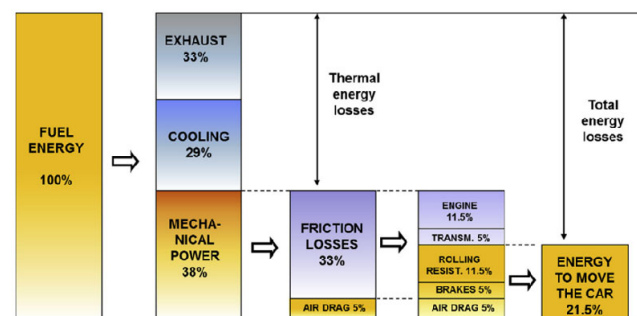 FUEL
ENERGY
100%
EXHAUST
33%
COOLING
29%
MECHA-
NICAL
POWER
38%
Thermal
energy
losses
FRICTION
LOSSES
33%
AIR DRAG 5%
ENGINE
11.5%
TRANSM. 5%
ROLLING
RESIST. 11.5%
BRAKES 5%
AIR DRAG 5%
Total
energy
losses
ENERGY
TO MOVE
THE CAR
21.5%